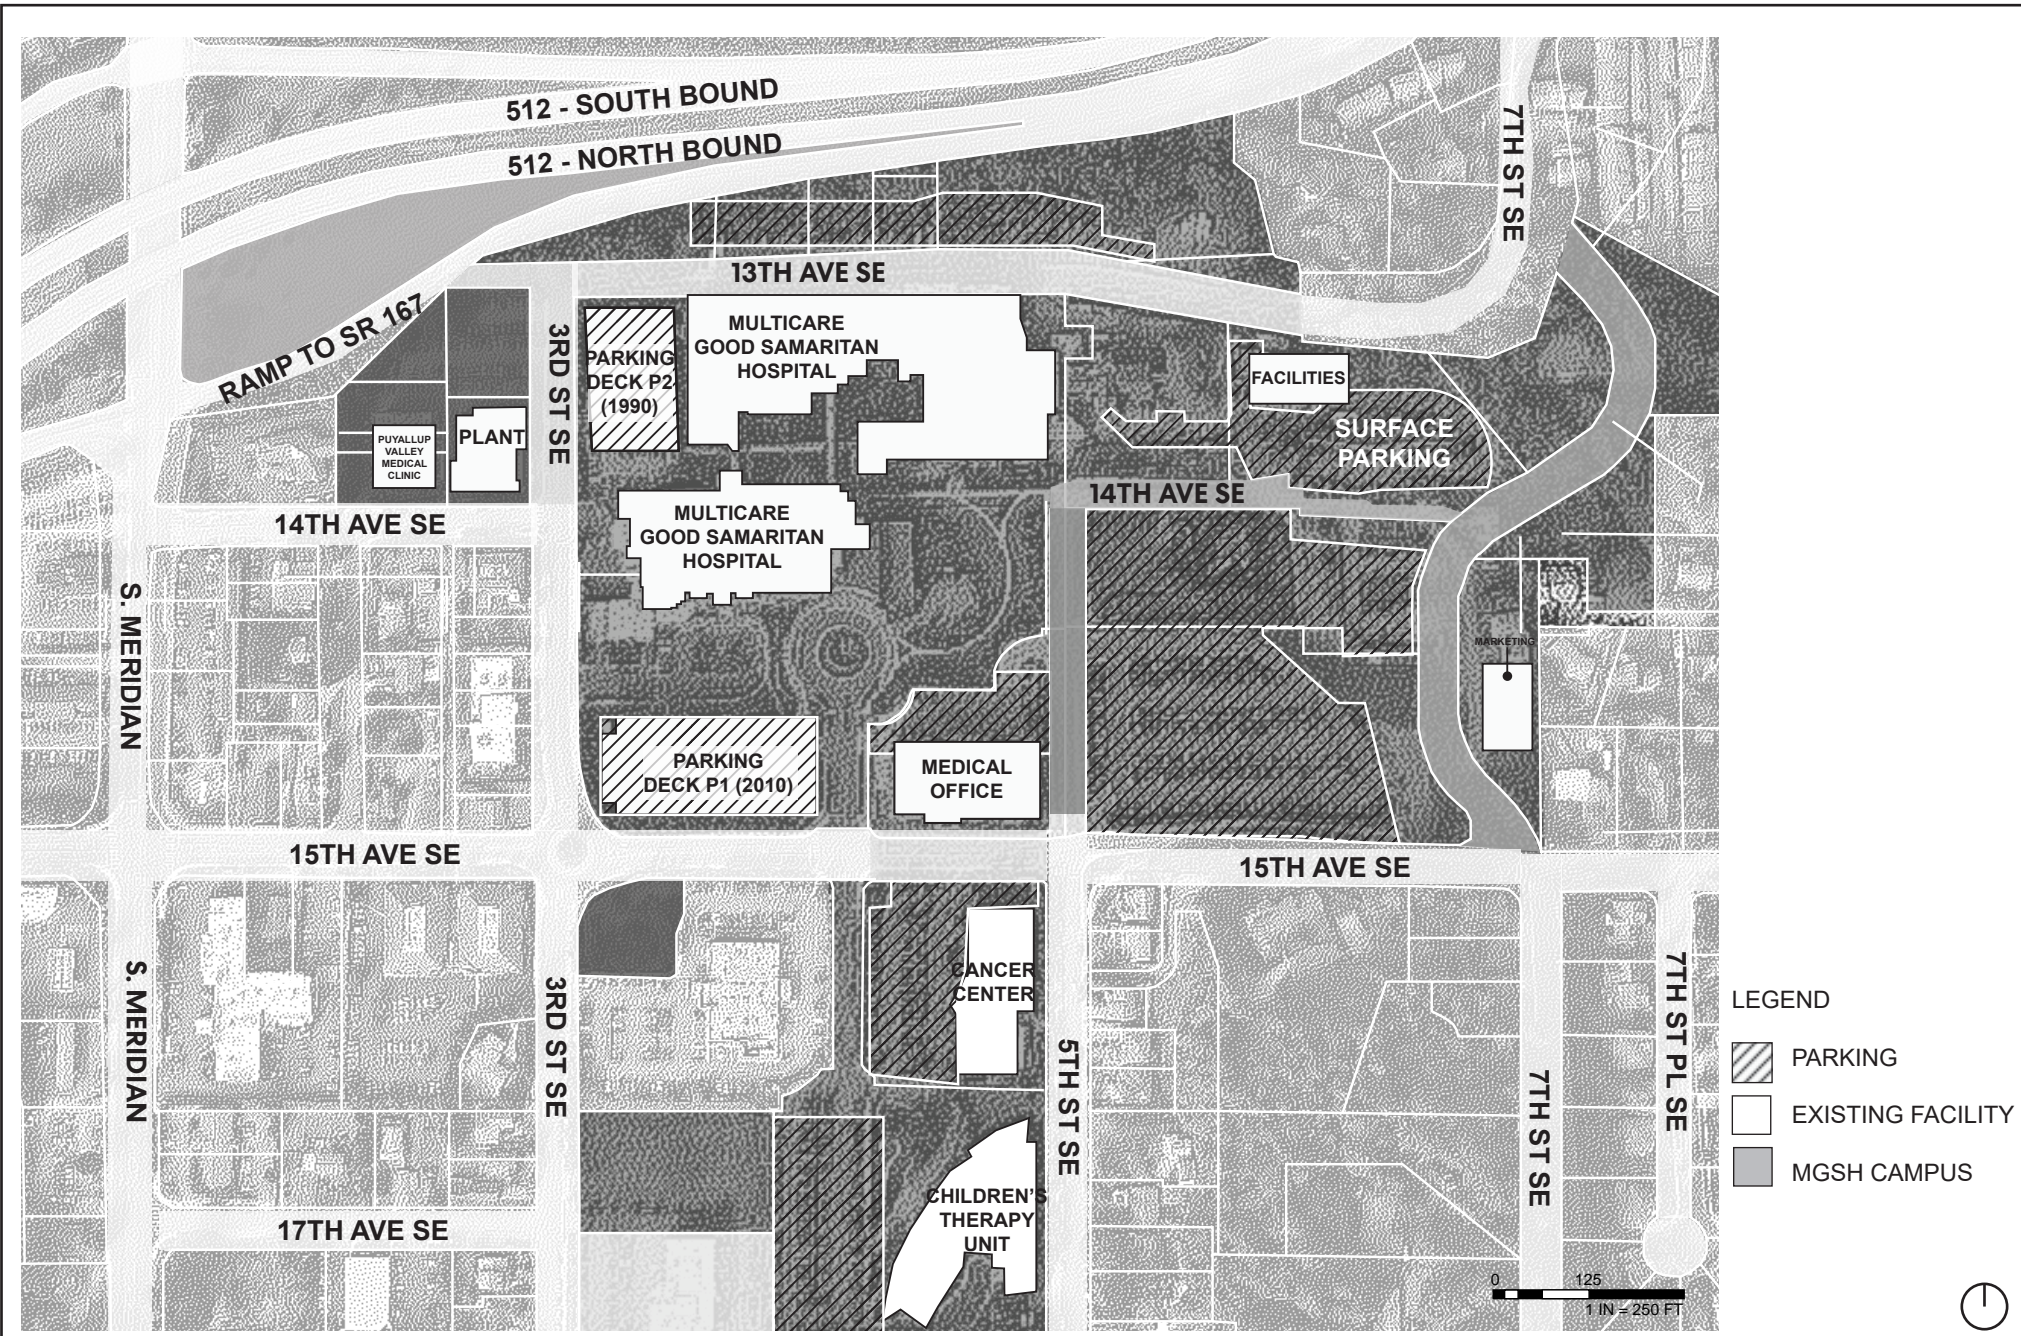 512 - SOUTH BOUND
512 - NORTH BOUND
7TH ST SE
13TH AVE SE
RAMP TO SR 167
3RD ST SE
PARKING
DECK P2
(1990)
MULTICARE
GOOD SAMARITAN
HOSPITAL
FACILITIES
SURFACE
PARKING
PUYALLUP
VALLEY
MEDICAL
CLINIC
PLANT
14TH AVE SE
14TH AVE SE
MULTICARE
GOOD SAMARITAN
HOSPITAL
S. MERIDIAN
MARKETING
PARKING
DECK P1 (2010)
MEDICAL
OFFICE
15TH AVE SE
15TH AVE SE
S. MERIDIAN
3RD ST SE
CANCER
CENTER
5TH ST SE
7TH ST SE
7TH ST PL SE
CHILDREN'S
THERAPY
UNIT
17TH AVE SE
LEGEND
PARKING
EXISTING FACILITY
MGSH CAMPUS
0 125
1 IN = 250 FT